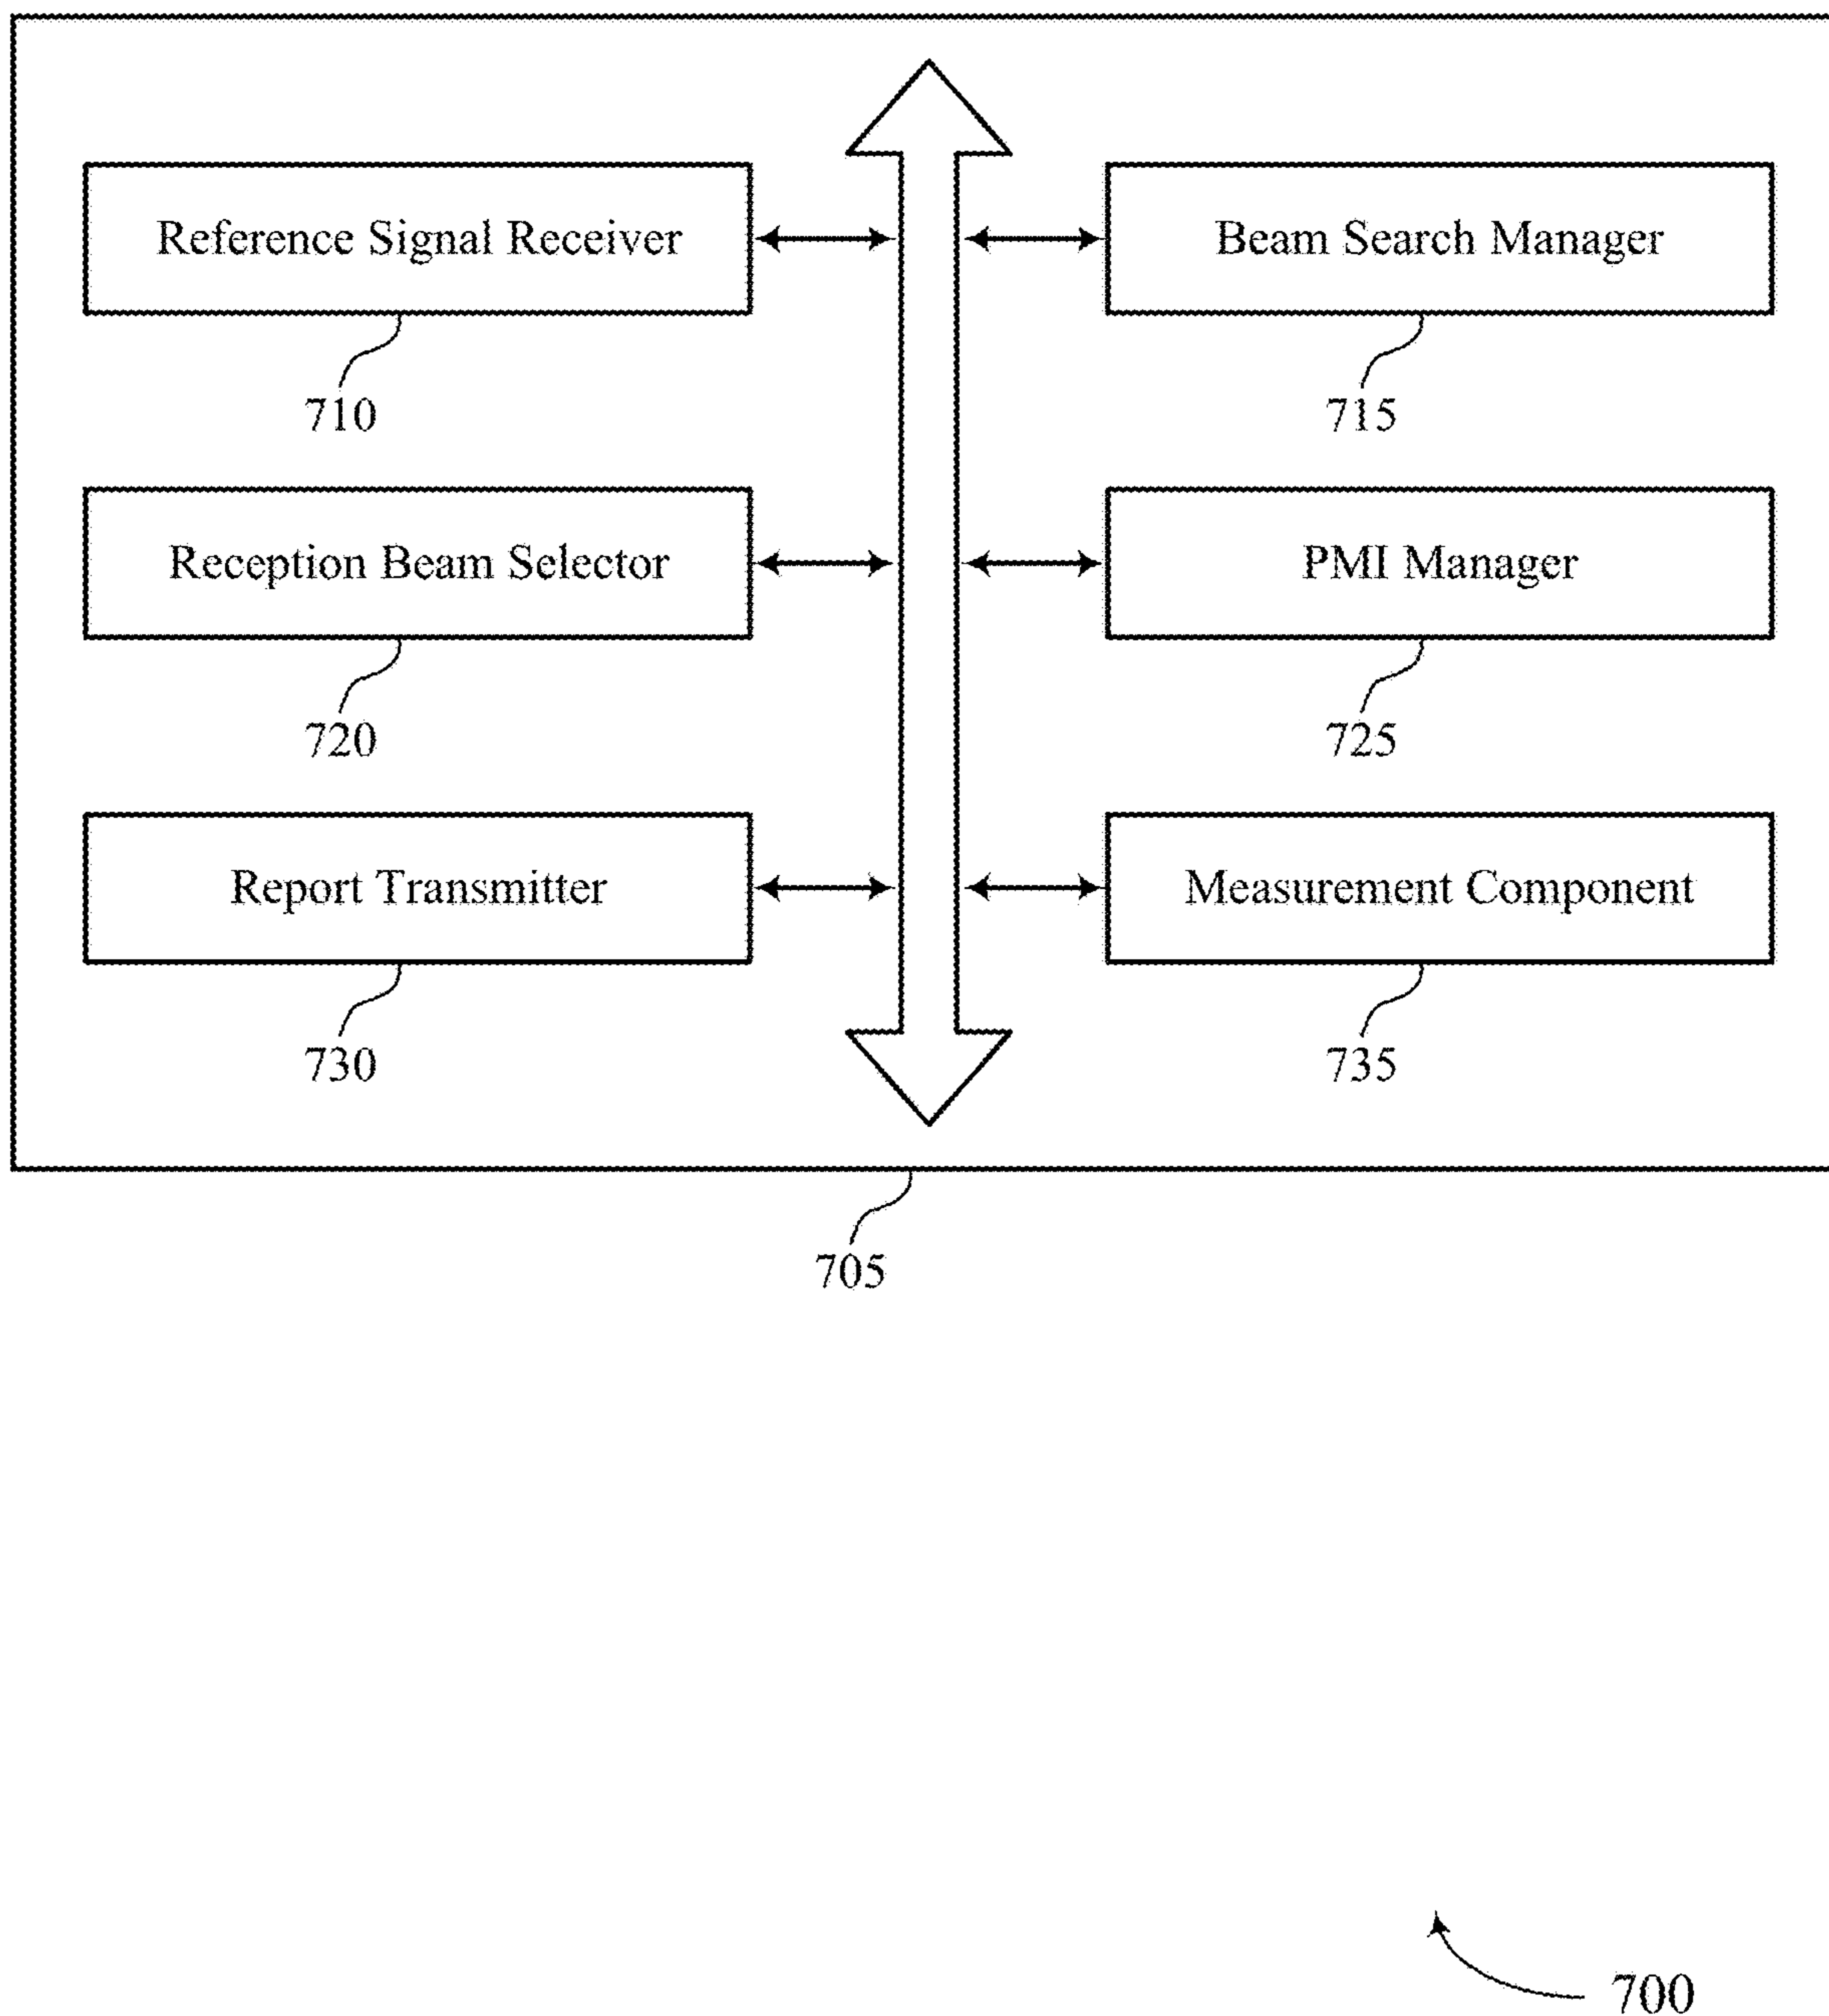 Reference Signal Receiver
710
Beam Search Manager
715
Reception Beam Selector
720
PMI Manager
725
Report Transmitter
730
Measurement Component
735
705
700